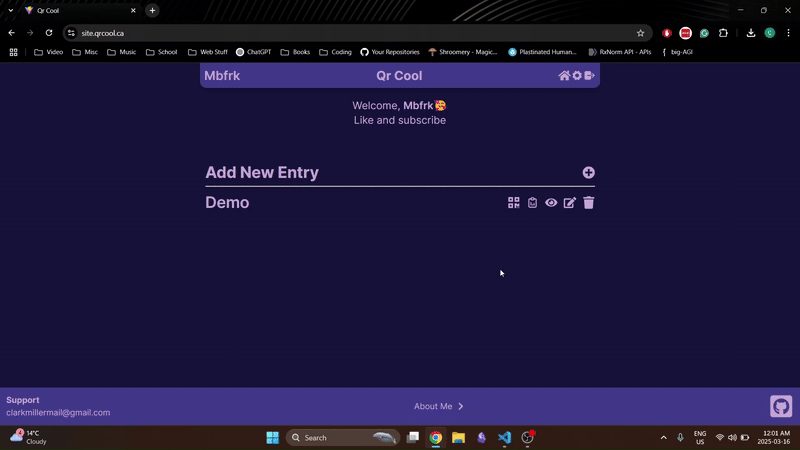 Qr Cool
site.qrcool.ca
Video Misc Music School Web Stuff ChatGPT Books Coding Your Repositories Shroomery - Magic... Plastinated Human... RxNorm API - APIs big-AGI
Mbfrk Qr Cool
Welcome, Mbfrk🥰
Like and subscribe
Add New Entry
Demo
Support
clarkmillermail@gmail.com
About Me
14°C
Cloudy
Search
ENG
US
12:01 AM
2025-03-16